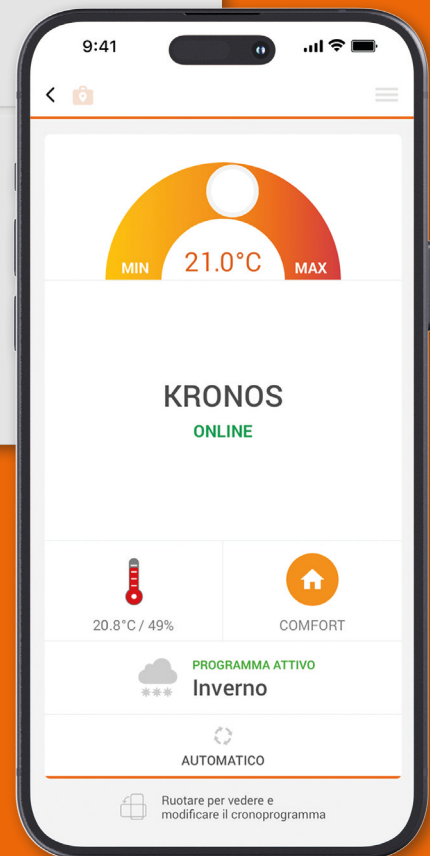 9:41
MIN
21.0°C
MAX
KRONOS
ONLINE
20.8°C / 49%
COMFORT
PROGRAMMA ATTIVO
Inverno
AUTOMATICO
Ruotare per vedere e
modificare il cronoprogramma